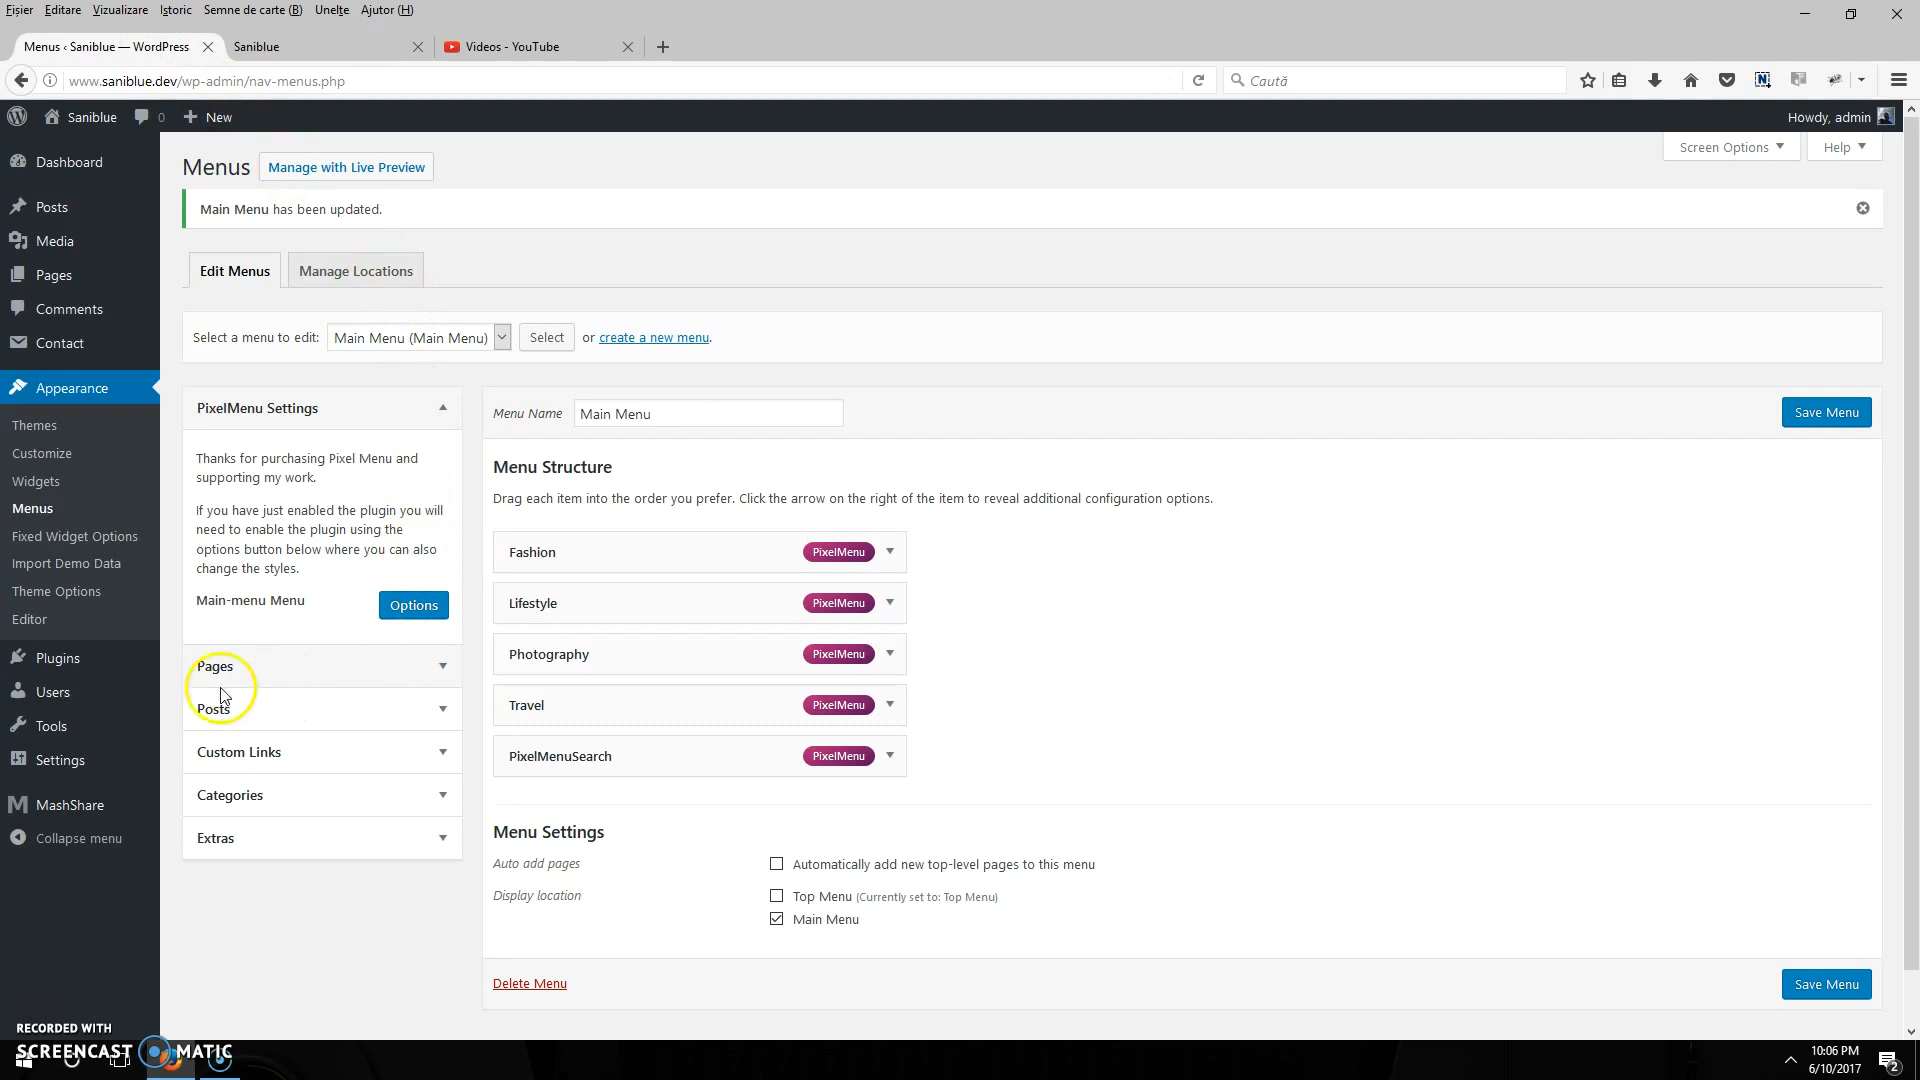 Fișier Editare Vizualizare Istoric Semne de carte (B) Unelte Ajutor (H)
Menus ‹ Saniblue — WordPress Saniblue Videos - YouTube
www.saniblue.dev/wp-admin/nav-menus.php Caută
Saniblue 0 New Howdy, admin
Screen Options Help
Dashboard
Posts
Media
Pages
Comments
Contact
Appearance
Themes
Customize
Widgets
Menus
Fixed Widget Options
Import Demo Data
Theme Options
Editor
Plugins
Users
Tools
Settings
MashShare
Collapse menu
Menus Manage with Live Preview
Main Menu has been updated.
Edit Menus Manage Locations
Select a menu to edit: Main Menu (Main Menu) Select or create a new menu.
PixelMenu Settings
Thanks for purchasing Pixel Menu and
supporting my work.
If you have just enabled the plugin you will
need to enable the plugin using the
options button below where you can also
change the styles.
Main-menu Menu Options
Pages
Posts
Custom Links
Categories
Extras
Menu Name Main Menu Save Menu
Menu Structure
Drag each item into the order you prefer. Click the arrow on the right of the item to reveal additional configuration options.
Fashion PixelMenu
Lifestyle PixelMenu
Photography PixelMenu
Travel PixelMenu
PixelMenuSearch PixelMenu
Menu Settings
Auto add pages Automatically add new top-level pages to this menu
Display location Top Menu (Currently set to: Top Menu)
Main Menu
Delete Menu Save Menu
RECORDED WITH
SCREENCAST MATIC
10:06 PM
6/10/2017
2